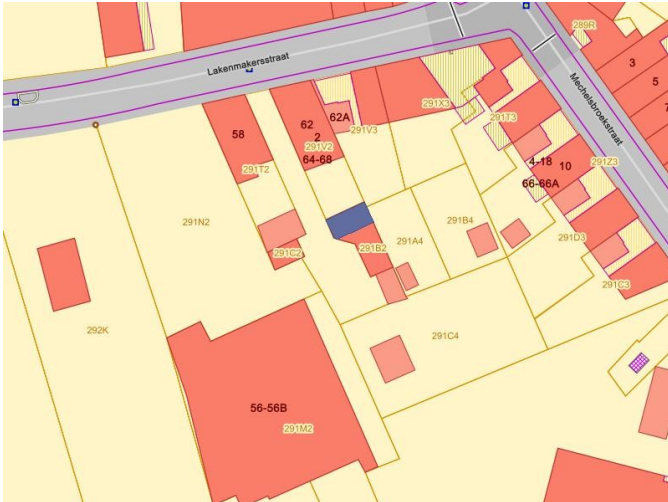 Lakenmakersstraat
Mechelsbroekstraat
289R
3
5
58
62
2
64-68
62A
291V2
291V3
291X3
291T3
291T2
4-18
10
291Z3
66-66A
291N2
291C2
291B2
291A4
291B4
291D3
291C3
292K
291C4
56-56B
291M2